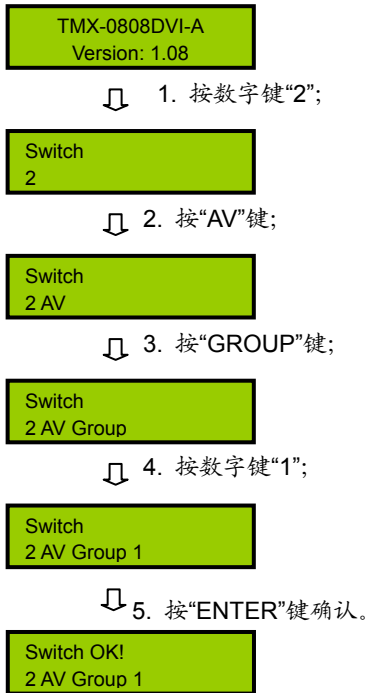 TMX-0808DVI-A
Version: 1.08
1. 按数字键“2”;
Switch
2
2. 按“AV”键;
Switch
2 AV
3. 按“GROUP”键;
Switch
2 AV Group
4. 按数字键“1”;
Switch
2 AV Group 1
5. 按“ENTER”键确认。
Switch OK!
2 AV Group 1